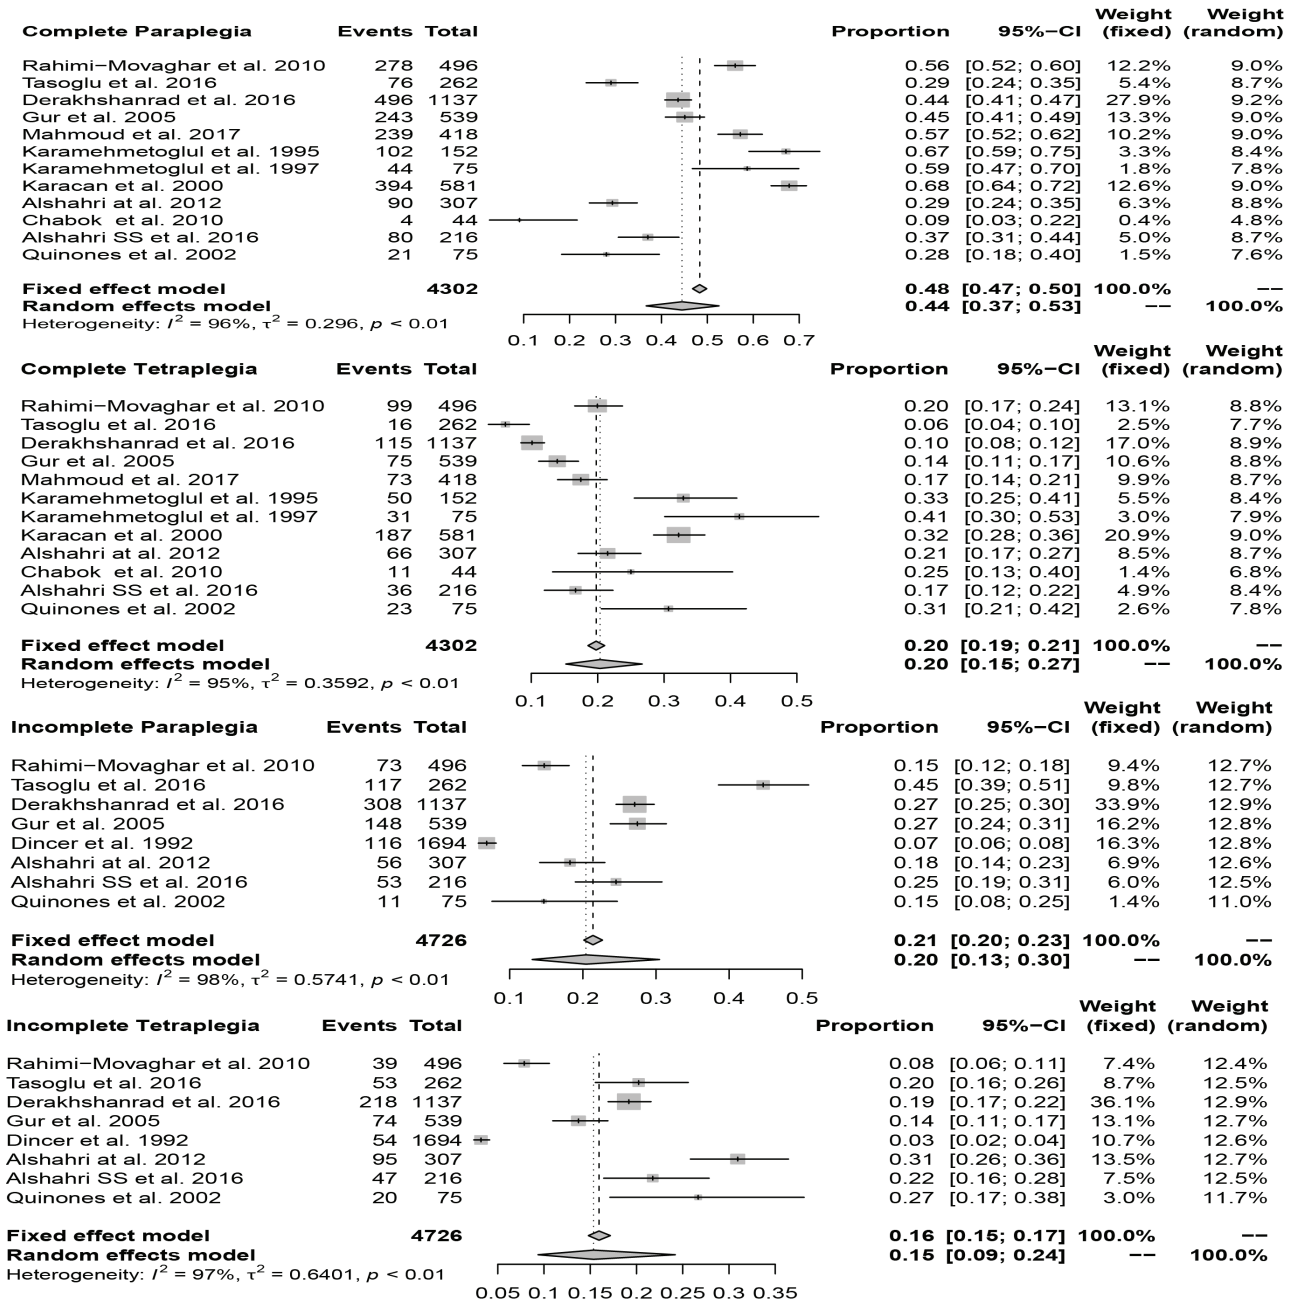 Weight Weight
Complete Paraplegia Events Total Proportion 95%−CI (fixed) (random)
Rahimi−Movaghar et al. 2010 278 496 0.56 [0.52; 0.60] 12.2% 9.0%
Tasoglu et al. 2016 76 262 0.29 [0.24; 0.35] 5.4% 8.7%
Derakhshanrad et al. 2016 496 1137 0.44 [0.41; 0.47] 27.9% 9.2%
Gur et al. 2005 243 539 0.45 [0.41; 0.49] 13.3% 9.0%
Mahmoud et al. 2017 239 418 0.57 [0.52; 0.62] 10.2% 9.0%
Karamehmetoglul et al. 1995 102 152 0.67 [0.59; 0.75] 3.3% 8.4%
Karamehmetoglul et al. 1997 44 75 0.59 [0.47; 0.70] 1.8% 7.8%
Karacan et al. 2000 394 581 0.68 [0.64; 0.72] 12.6% 9.0%
Alshahri at al. 2012 90 307 0.29 [0.24; 0.35] 6.3% 8.8%
Chabok et al. 2010 4 44 0.09 [0.03; 0.22] 0.4% 4.8%
Alshahri SS et al. 2016 80 216 0.37 [0.31; 0.44] 5.0% 8.7%
Quinones et al. 2002 21 75 0.28 [0.18; 0.40] 1.5% 7.6%
Fixed effect model 4302 0.48 [0.47; 0.50] 100.0% −−
Random effects model 0.44 [0.37; 0.53] −− 100.0%
Heterogeneity: I² = 96%, τ² = 0.296, p < 0.01
0.1 0.2 0.3 0.4 0.5 0.6 0.7
Weight Weight
Complete Tetraplegia Events Total Proportion 95%−CI (fixed) (random)
Rahimi−Movaghar et al. 2010 99 496 0.20 [0.17; 0.24] 13.1% 8.8%
Tasoglu et al. 2016 16 262 0.06 [0.04; 0.10] 2.5% 7.7%
Derakhshanrad et al. 2016 115 1137 0.10 [0.08; 0.12] 17.0% 8.9%
Gur et al. 2005 75 539 0.14 [0.11; 0.17] 10.6% 8.8%
Mahmoud et al. 2017 73 418 0.17 [0.14; 0.21] 9.9% 8.7%
Karamehmetoglul et al. 1995 50 152 0.33 [0.25; 0.41] 5.5% 8.4%
Karamehmetoglul et al. 1997 31 75 0.41 [0.30; 0.53] 3.0% 7.9%
Karacan et al. 2000 187 581 0.32 [0.28; 0.36] 20.9% 9.0%
Alshahri at al. 2012 66 307 0.21 [0.17; 0.27] 8.5% 8.7%
Chabok et al. 2010 11 44 0.25 [0.13; 0.40] 1.4% 6.8%
Alshahri SS et al. 2016 36 216 0.17 [0.12; 0.22] 4.9% 8.4%
Quinones et al. 2002 23 75 0.31 [0.21; 0.42] 2.6% 7.8%
Fixed effect model 4302 0.20 [0.19; 0.21] 100.0% −−
Random effects model 0.20 [0.15; 0.27] −− 100.0%
Heterogeneity: I² = 95%, τ² = 0.3592, p < 0.01
0.1 0.2 0.3 0.4 0.5
Weight Weight
Incomplete Paraplegia Events Total Proportion 95%−CI (fixed) (random)
Rahimi−Movaghar et al. 2010 73 496 0.15 [0.12; 0.18] 9.4% 12.7%
Tasoglu et al. 2016 117 262 0.45 [0.39; 0.51] 9.8% 12.7%
Derakhshanrad et al. 2016 308 1137 0.27 [0.25; 0.30] 33.9% 12.9%
Gur et al. 2005 148 539 0.27 [0.24; 0.31] 16.2% 12.8%
Dincer et al. 1992 116 1694 0.07 [0.06; 0.08] 16.3% 12.8%
Alshahri at al. 2012 56 307 0.18 [0.14; 0.23] 6.9% 12.6%
Alshahri SS et al. 2016 53 216 0.25 [0.19; 0.31] 6.0% 12.5%
Quinones et al. 2002 11 75 0.15 [0.08; 0.25] 1.4% 11.0%
Fixed effect model 4726 0.21 [0.20; 0.23] 100.0% −−
Random effects model 0.20 [0.13; 0.30] −− 100.0%
Heterogeneity: I² = 98%, τ² = 0.5741, p < 0.01
0.1 0.2 0.3 0.4 0.5
Weight Weight
Incomplete Tetraplegia Events Total Proportion 95%−CI (fixed) (random)
Rahimi−Movaghar et al. 2010 39 496 0.08 [0.06; 0.11] 7.4% 12.4%
Tasoglu et al. 2016 53 262 0.20 [0.16; 0.26] 8.7% 12.5%
Derakhshanrad et al. 2016 218 1137 0.19 [0.17; 0.22] 36.1% 12.9%
Gur et al. 2005 74 539 0.14 [0.11; 0.17] 13.1% 12.7%
Dincer et al. 1992 54 1694 0.03 [0.02; 0.04] 10.7% 12.6%
Alshahri at al. 2012 95 307 0.31 [0.26; 0.36] 13.5% 12.7%
Alshahri SS et al. 2016 47 216 0.22 [0.16; 0.28] 7.5% 12.5%
Quinones et al. 2002 20 75 0.27 [0.17; 0.38] 3.0% 11.7%
Fixed effect model 4726 0.16 [0.15; 0.17] 100.0% −−
Random effects model 0.15 [0.09; 0.24] −− 100.0%
Heterogeneity: I² = 97%, τ² = 0.6401, p < 0.01
0.05 0.1 0.15 0.2 0.25 0.3 0.35